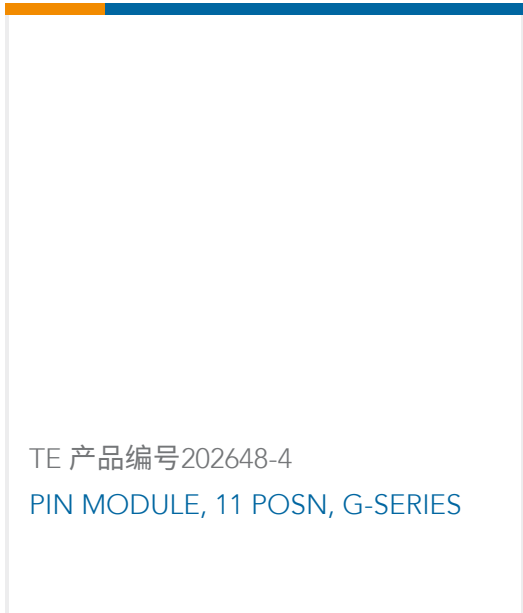 TE 产品编号202648-4
PIN MODULE, 11 POSN, G-SERIES